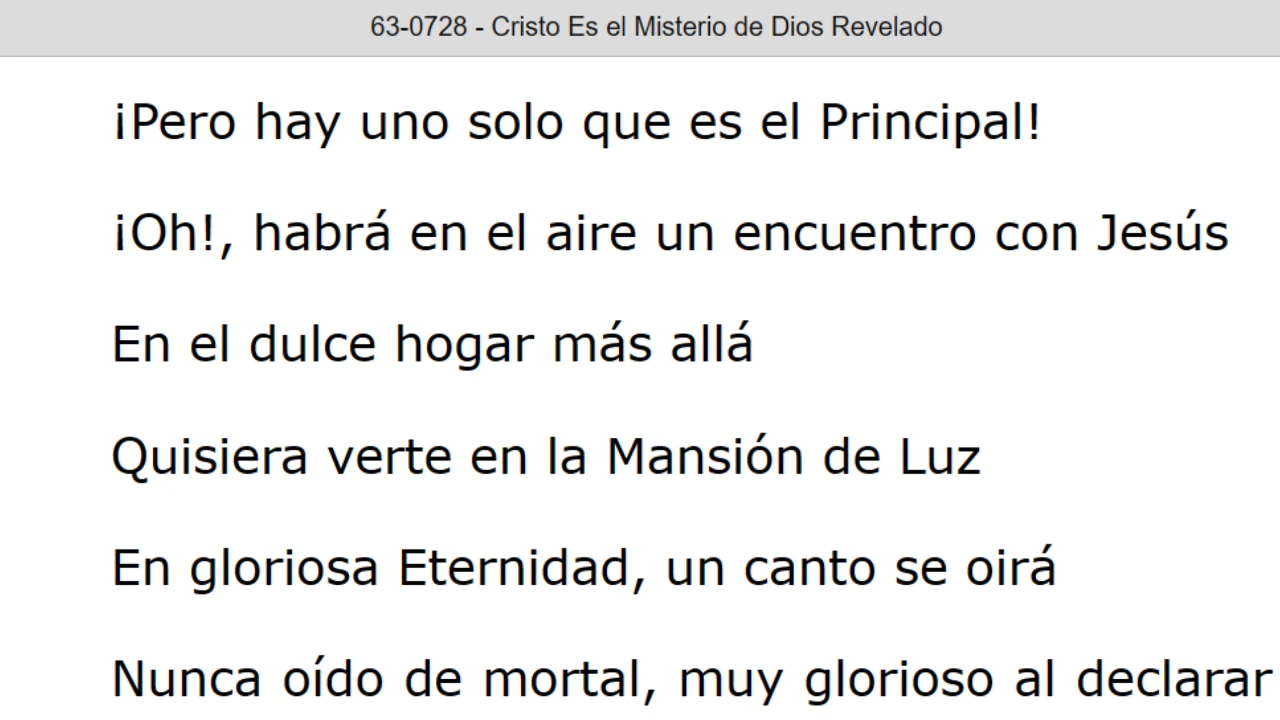 63-0728 - Cristo Es el Misterio de Dios Revelado
¡Pero hay uno solo que es el Principal!
¡Oh!, habrá en el aire un encuentro con Jesús
En el dulce hogar más allá
Quisiera verte en la Mansión de Luz
En gloriosa Eternidad, un canto se oirá
Nunca oído de mortal, muy glorioso al declarar